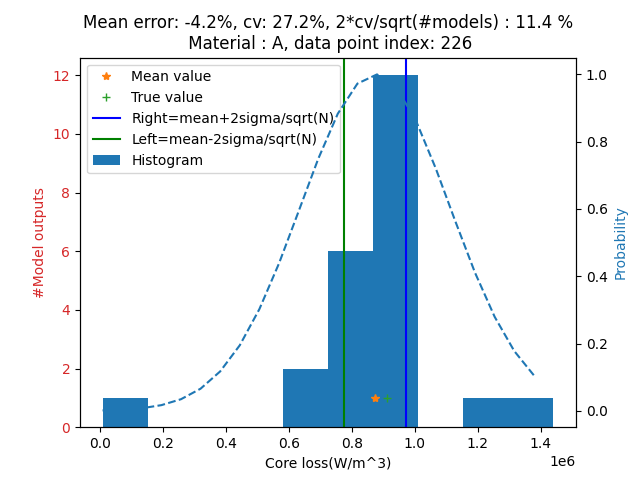 Mean error: -4.2%, cv: 27.2%, 2*cv/sqrt(#models) : 11.4 %
Material : A, data point index: 226
Mean value
True value
Right=mean+2sigma/sqrt(N)
Left=mean-2sigma/sqrt(N)
Histogram
12
10
8
6
4
2
0
#Model outputs
1.0
0.8
0.6
0.4
0.2
0.0
Probability
0.0 0.2 0.4 0.6 0.8 1.0 1.2 1.4
1e6
Core loss(W/m^3)